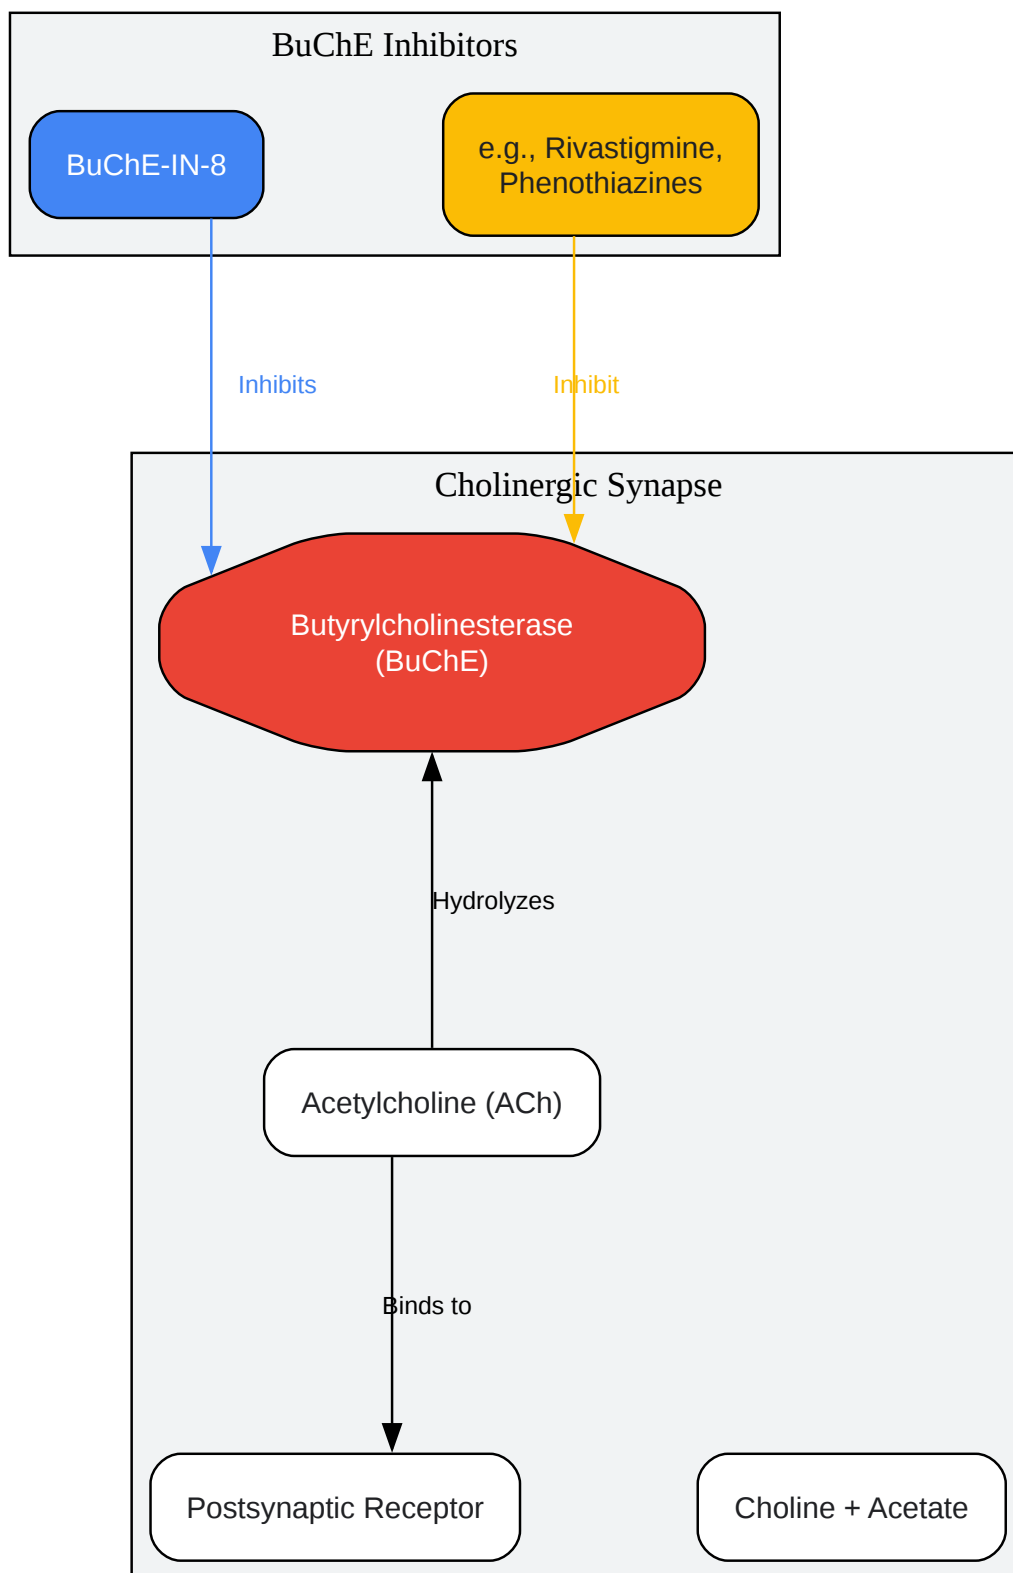 BuChE Inhibitors
BuChE-IN-8
e.g., Rivastigmine,
Phenothiazines
Inhibits
Inhibit
Cholinergic Synapse
Butyrylcholinesterase
(BuChE)
Hydrolyzes
Acetylcholine (ACh)
Binds to
Postsynaptic Receptor
Choline + Acetate